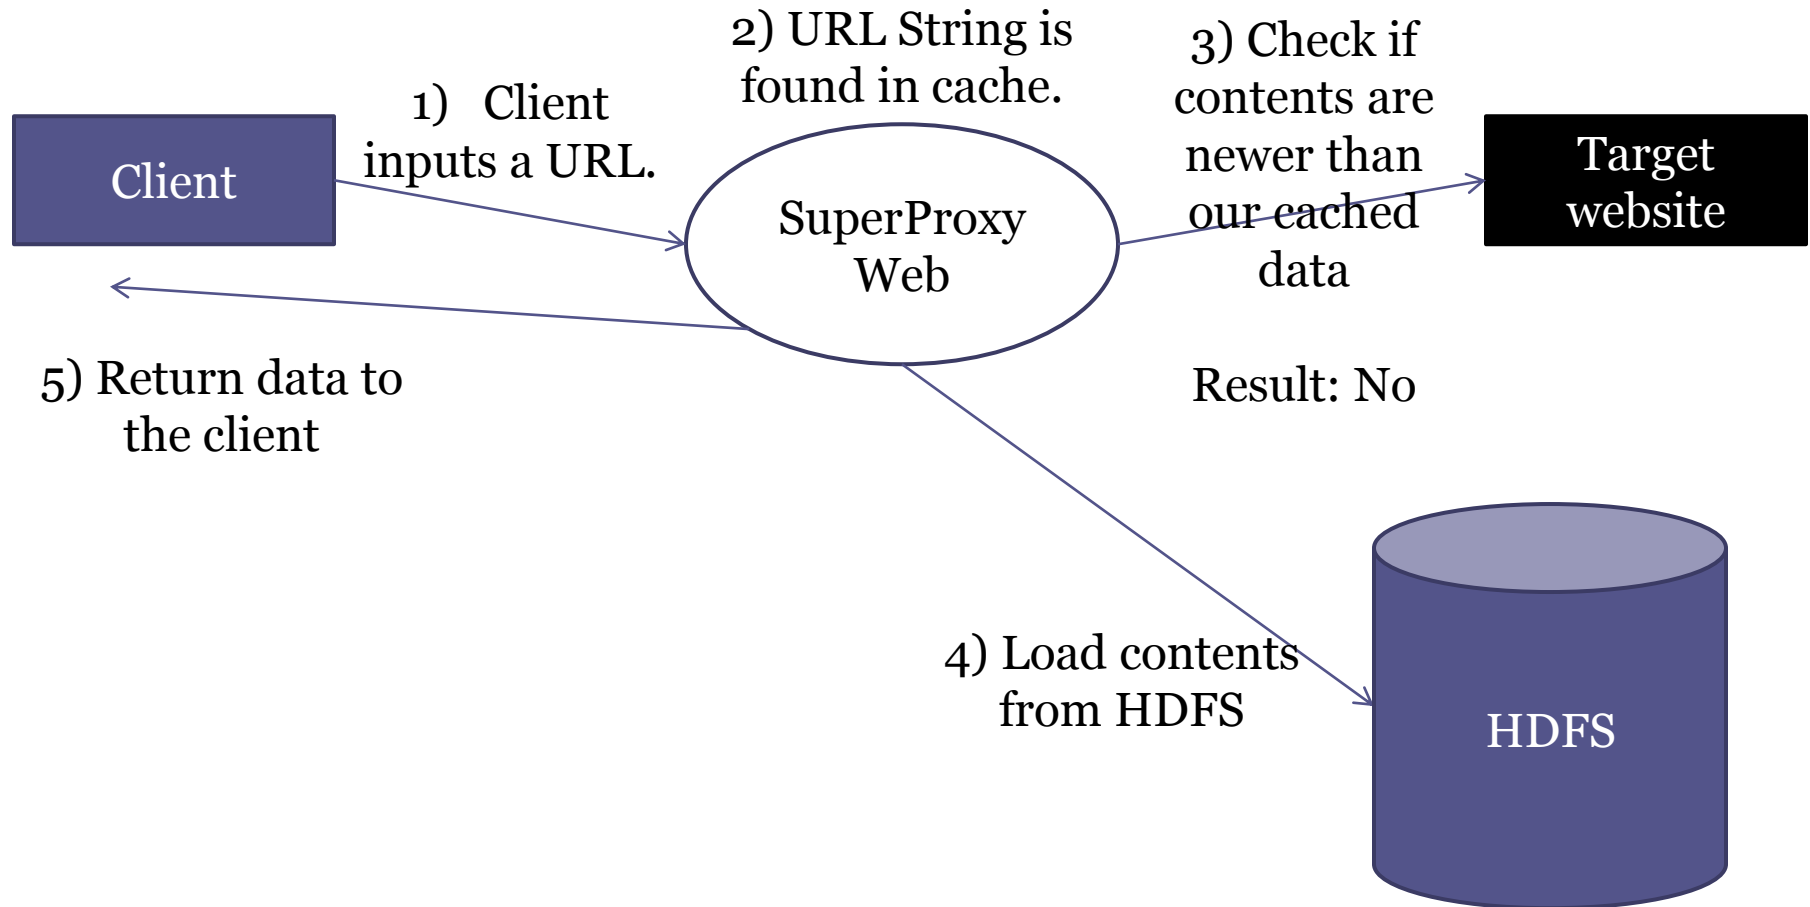 2) URL String is
found in cache.
3) Check if
contents are
newer than
our cached
data
Result: No
1) Client
inputs a URL.
Client
SuperProxy
Web
Target
website
5) Return data to
the client
4) Load contents
from HDFS
HDFS